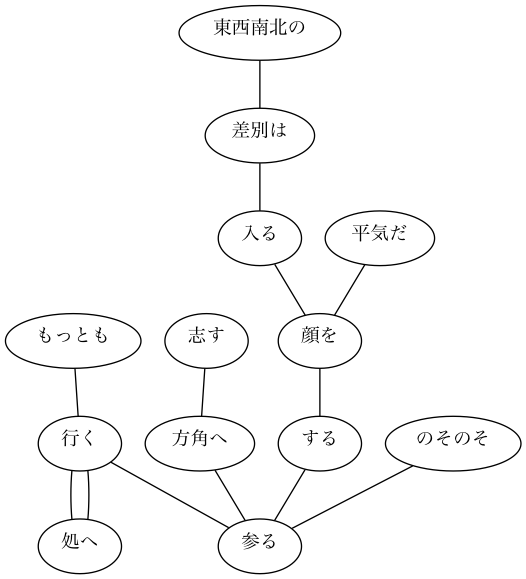 東西南北の
差別は
入る
平気だ
もっとも
志す
顔を
行く
方角へ
する
のそのそ
処へ
参る